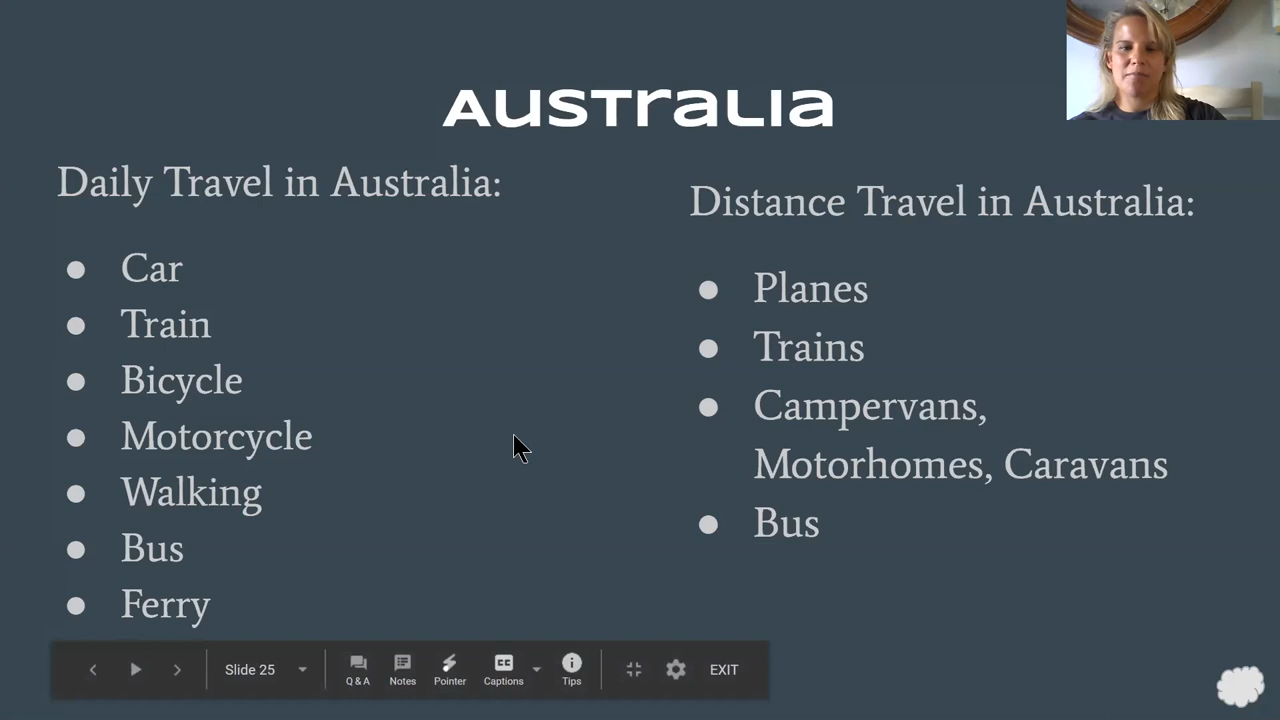 AUSTraLIa
Daily Travel in Australia:
● Car
● Train
● Bicycle
● Motorcycle
● Walking
● Bus
● Ferry
Distance Travel in Australia:
● Planes
● Trains
● Campervans,
Motorhomes, Caravans
● Bus
Slide 25
Q & A
Notes
Pointer
CC
Captions
Tips
EXIT